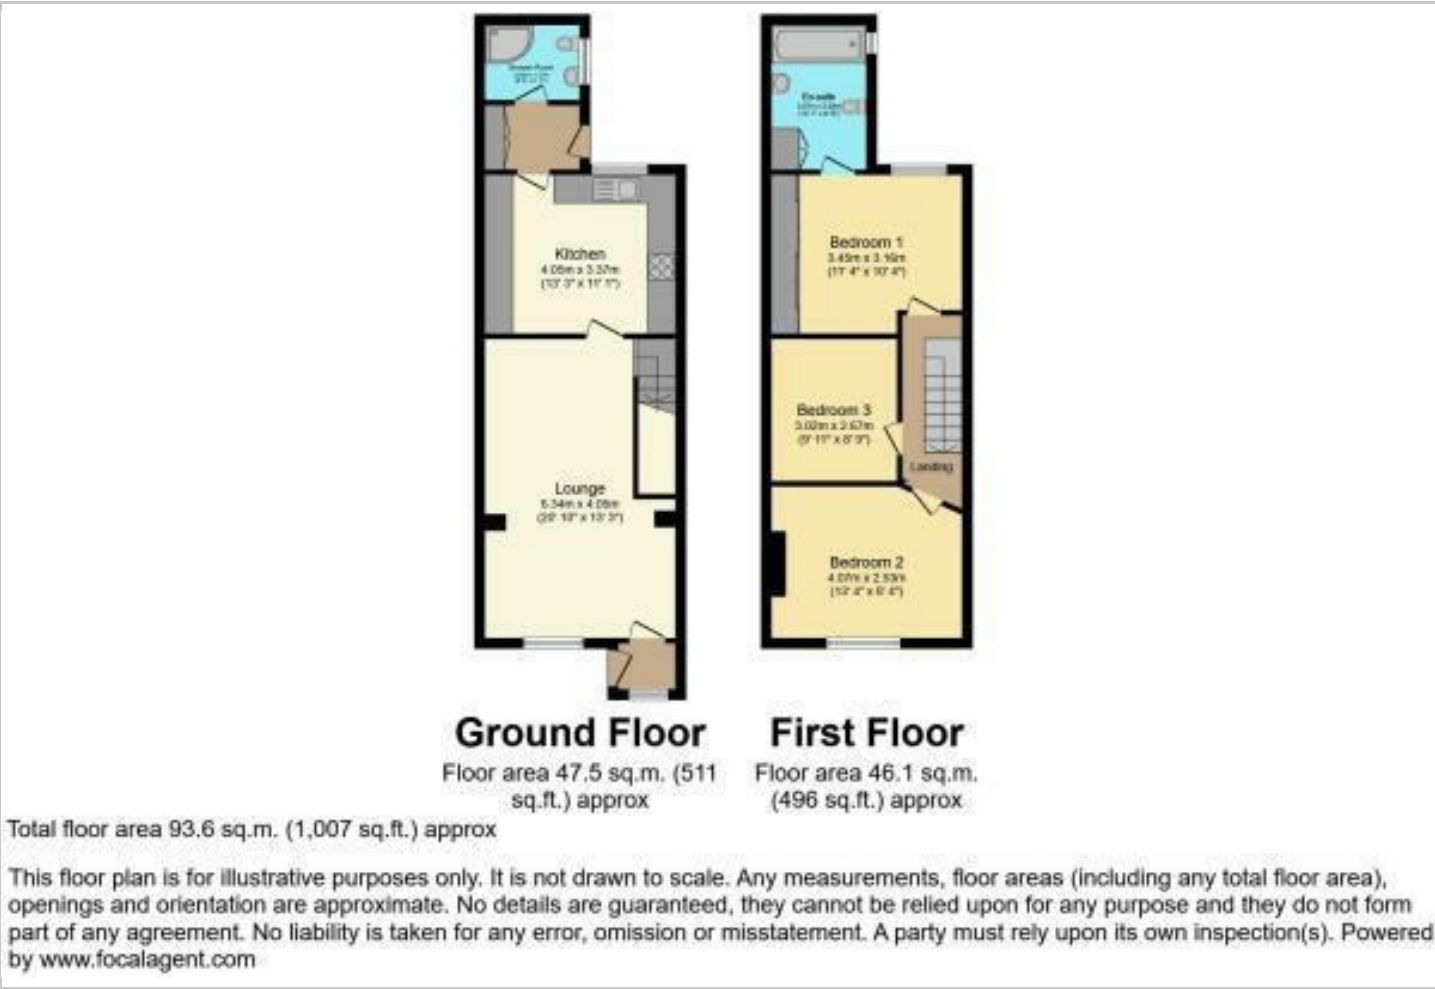 Shower Room
En-suite
Kitchen
4.05m x 3.37m
(13' 3" x 11' 1")
Bedroom 1
3.45m x 3.16m
(11' 4" x 10' 4")
Bedroom 3
3.02m x 2.67m
(9' 11" x 8' 9")
Landing
Lounge
6.34m x 4.05m
(20' 10" x 13' 3")
Bedroom 2
4.07m x 2.93m
Ground Floor
Floor area 47.5 sq.m. (511
sq.ft.) approx
First Floor
Floor area 46.1 sq.m.
(496 sq.ft.) approx
Total floor area 93.6 sq.m. (1,007 sq.ft.) approx
This floor plan is for illustrative purposes only. It is not drawn to scale. Any measurements, floor areas (including any total floor area),
openings and orientation are approximate. No details are guaranteed, they cannot be relied upon for any purpose and they do not form
part of any agreement. No liability is taken for any error, omission or misstatement. A party must rely upon its own inspection(s). Powered
by www.focalagent.com